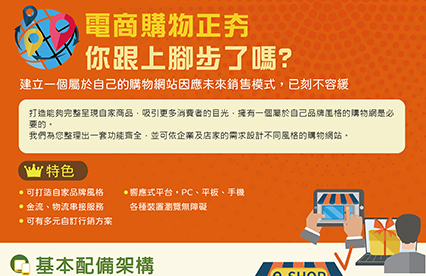 電商購物正夯
你跟上腳步了嗎?
建立一個屬於自己的購物網站因應未來銷售模式，已刻不容緩
打造能夠完整呈現自家商品，吸引更多消費者的目光，擁有一個屬於自己品牌風格的購物網是必
要的。
我們為您整理出一套功能齊全，並可依企業及店家的需求設計不同風格的購物網站。
特色
• 可打造自家品牌風格
• 金流、物流串接服務
• 可有多元自訂行銷方案
• 響應式平台，PC、平板、手機
各種裝置瀏覽無障礙
基本配備架構
e-SHOP